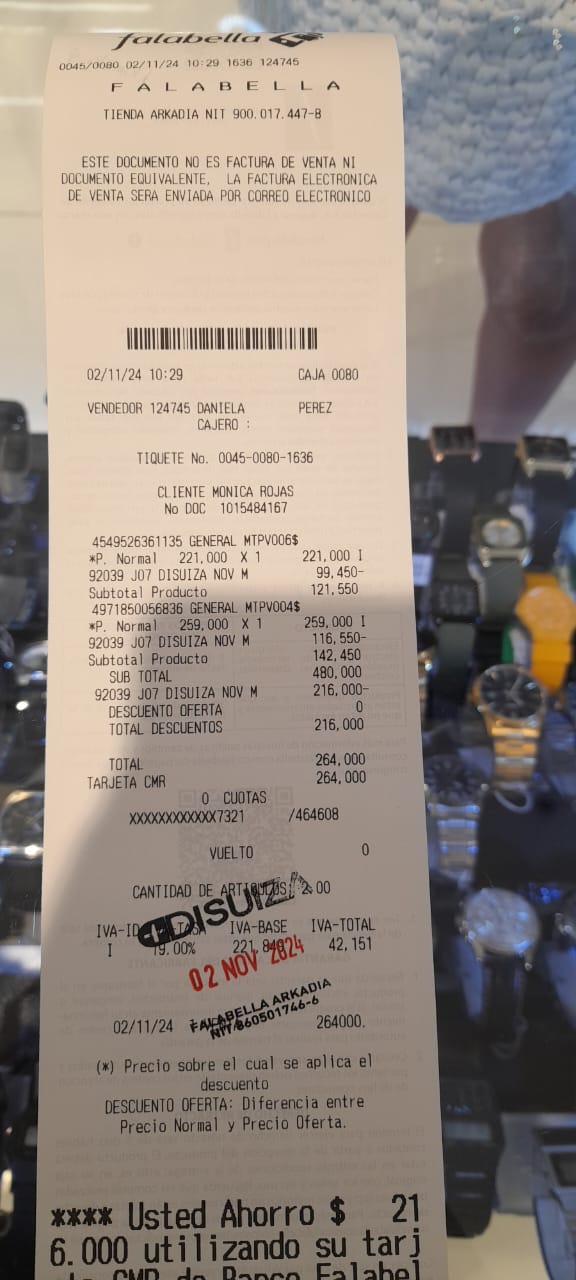 falabella
0045/0080 02/11/24 10:29 1636 124745
F A L A B E L L A
TIENDA ARKADIA NIT 900.017.447-8
ESTE DOCUMENTO NO ES FACTURA DE VENTA NI
DOCUMENTO EQUIVALENTE, LA FACTURA ELECTRONICA
DE VENTA SERA ENVIADA POR CORREO ELECTRONICO
02/11/24 10:29 CAJA 0080
VENDEDOR 124745 DANIELA PEREZ
CAJERO :
TIQUETE No. 0045-0080-1636
CLIENTE MONICA ROJAS
No DOC 1015484167
4549526361135 GENERAL MTPV006$
*P. Normal 221,000 X 1 221,000 I
92039 J07 DISUIZA NOV M 99,450-
Subtotal Producto 121,550
4971850056836 GENERAL MTPV004$
*P. Normal 259,000 X 1 259,000 I
92039 J07 DISUIZA NOV M 116,550-
Subtotal Producto 142,450
SUB TOTAL 480,000
92039 J07 DISUIZA NOV M 216,000-
DESCUENTO OFERTA 0
TOTAL DESCUENTOS 216,000
TOTAL 264,000
TARJETA CMR 264,000
0 CUOTAS
XXXXXXXXXXXX7321 /464608
VUELTO 0
CANTIDAD DE ARTICULOS: 2.00
DISUIZA
IVA-ID IVA-BASE IVA-TOTAL
I 19.00% 221,849 42,151
02 NOV 2024
FALABELLA ARKADIA
NIT 860501746-6
02/11/24 264000.
(*) Precio sobre el cual se aplica el
descuento
DESCUENTO OFERTA: Diferencia entre
Precio Normal y Precio Oferta.
**** Usted Ahorro $ 21
6.000 utilizando su tarj
CMR de Banco Falabel